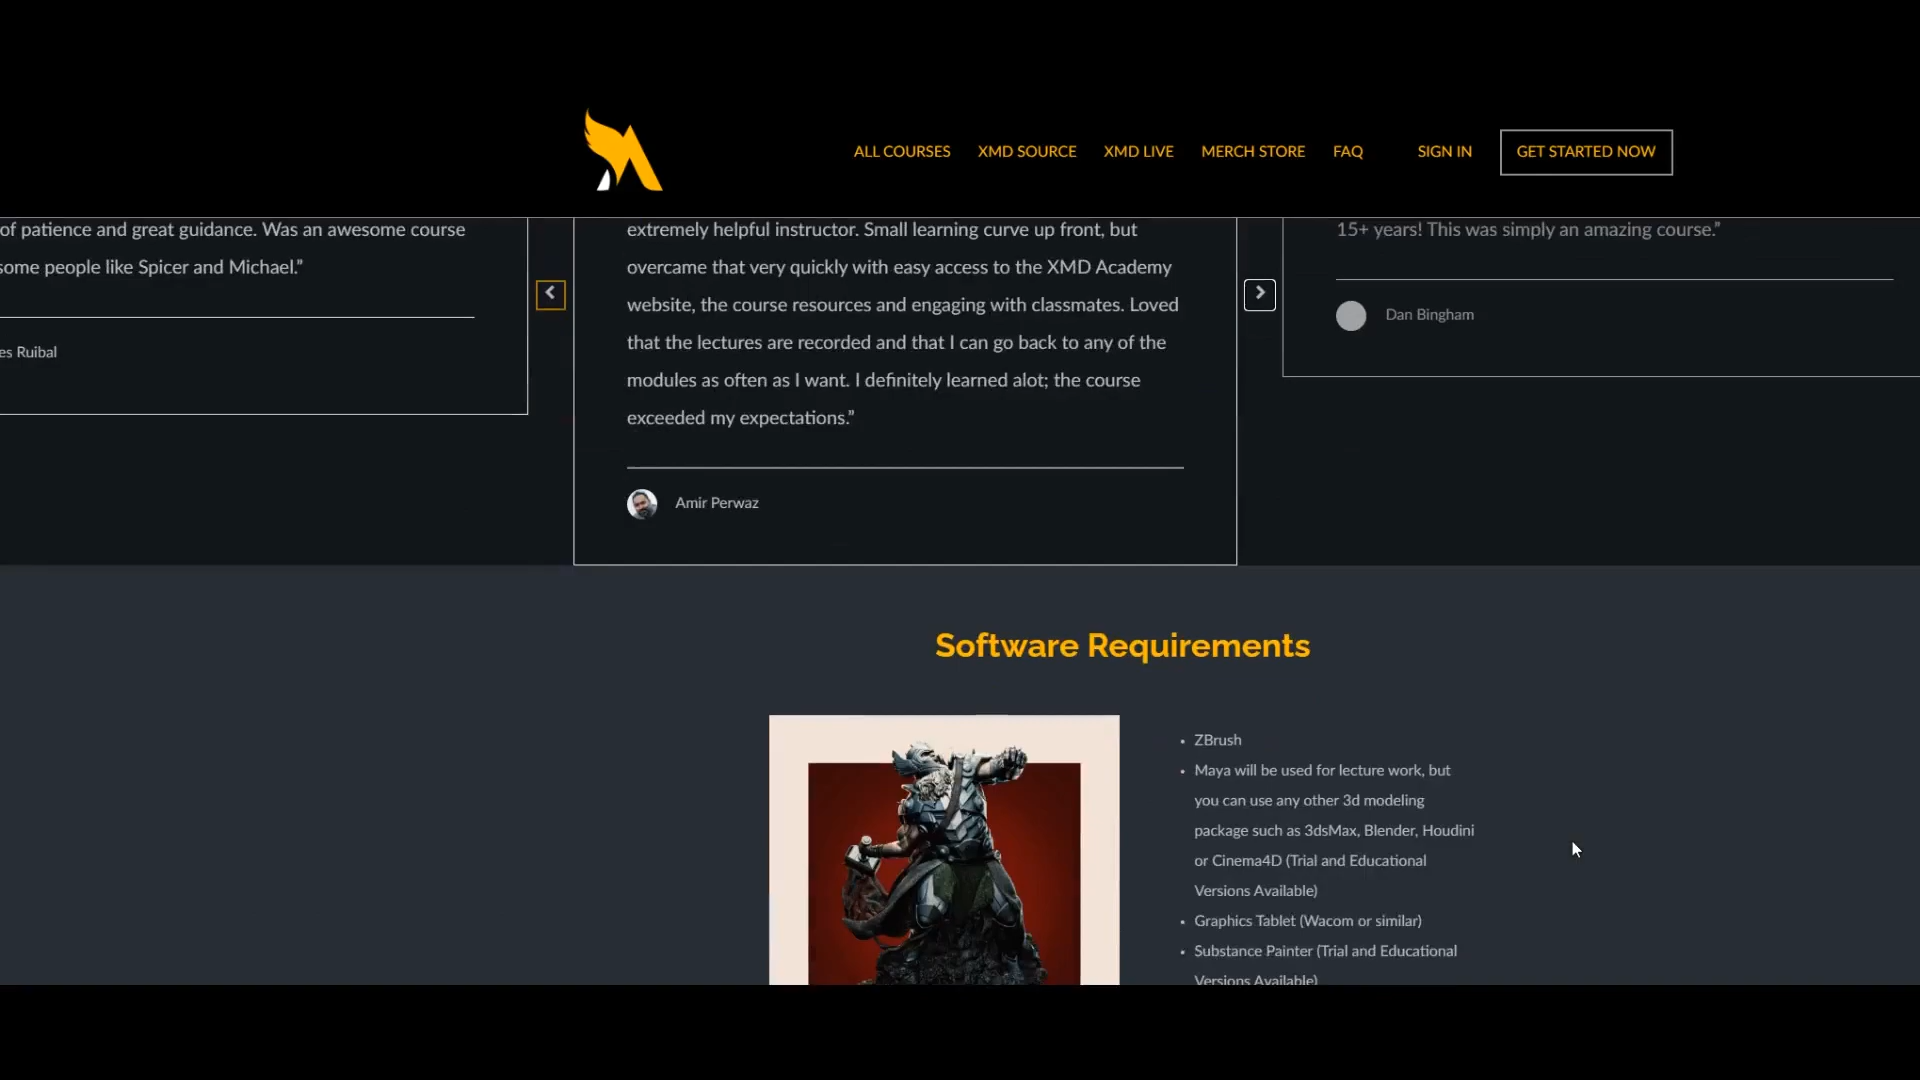 ALL COURSES XMD SOURCE XMD LIVE MERCH STORE FAQ SIGN IN GET STARTED NOW
of patience and great guidance. Was an awesome course
some people like Spicer and Michael.”
es Ruibal
extremely helpful instructor. Small learning curve up front, but
overcame that very quickly with easy access to the XMD Academy
website, the course resources and engaging with classmates. Loved
that the lectures are recorded and that I can go back to any of the
modules as often as I want. I definitely learned alot; the course
exceeded my expectations.”
Amir Perwaz
15+ years! This was simply an amazing course.”
Dan Bingham
Software Requirements
• ZBrush
• Maya will be used for lecture work, but
you can use any other 3d modeling
package such as 3dsMax, Blender, Houdini
or Cinema4D (Trial and Educational
Versions Available)
• Graphics Tablet (Wacom or similar)
• Substance Painter (Trial and Educational
Versions Available)